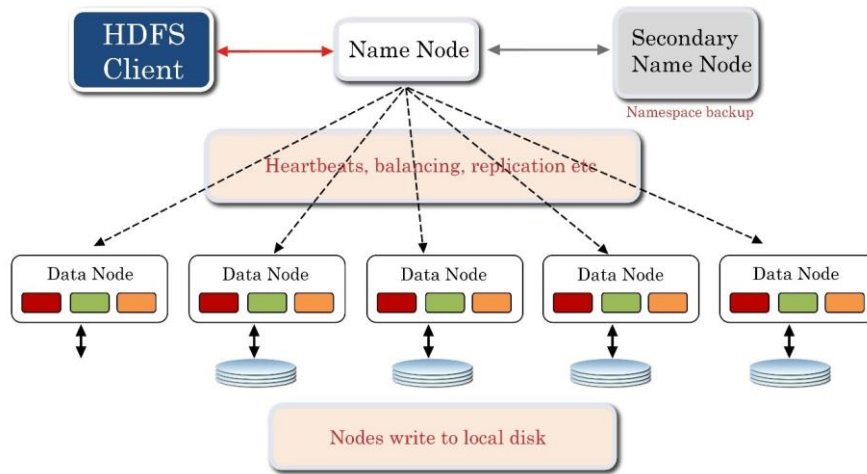 HDFS
Client
Name Node
Secondary
Name Node
Namespace backup
Heartbeats, balancing, replication etc
Data Node
Data Node
Data Node
Data Node
Data Node
Nodes write to local disk